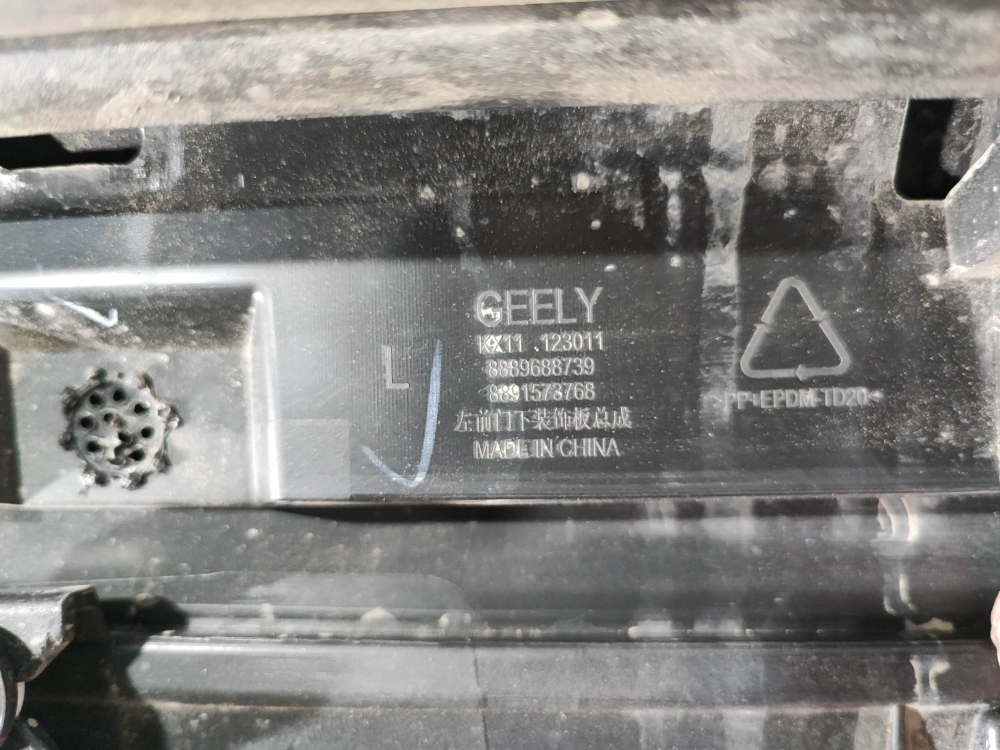 GEELY
KX11 .123011
L
8889688739
8891573768
左前门下装饰板总成
MADE IN CHINA
>PP+EPDM-TD20<